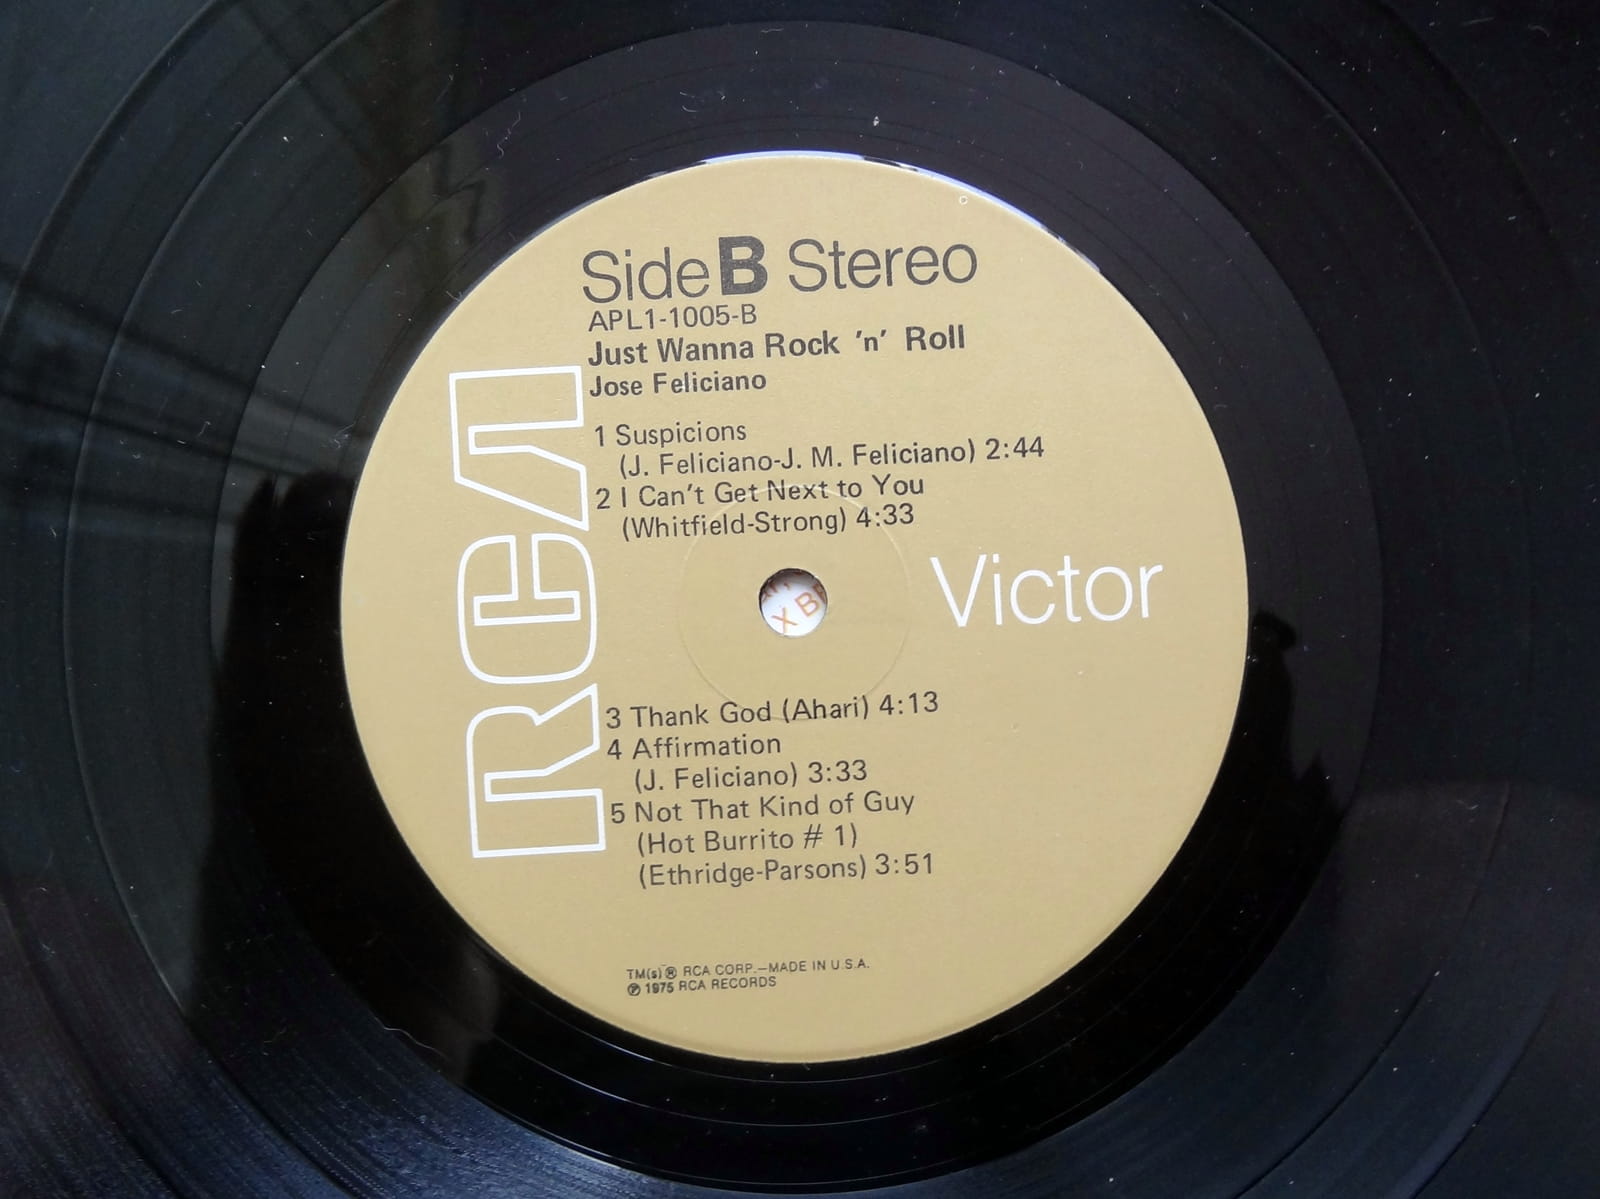 Side B Stereo
APL1-1005-B
Just Wanna Rock 'n' Roll
Jose Feliciano
1 Suspicions
(J. Feliciano-J. M. Feliciano) 2:44
2 I Can't Get Next to You
(Whitfield-Strong) 4:33
RCA
Victor
X BE
3 Thank God (Ahari) 4:13
4 Affirmation
(J. Feliciano) 3:33
5 Not That Kind of Guy
(Hot Burrito # 1)
(Ethridge-Parsons) 3:51
TM(s)® RCA CORP.—MADE IN U.S.A.
℗ 1975 RCA RECORDS